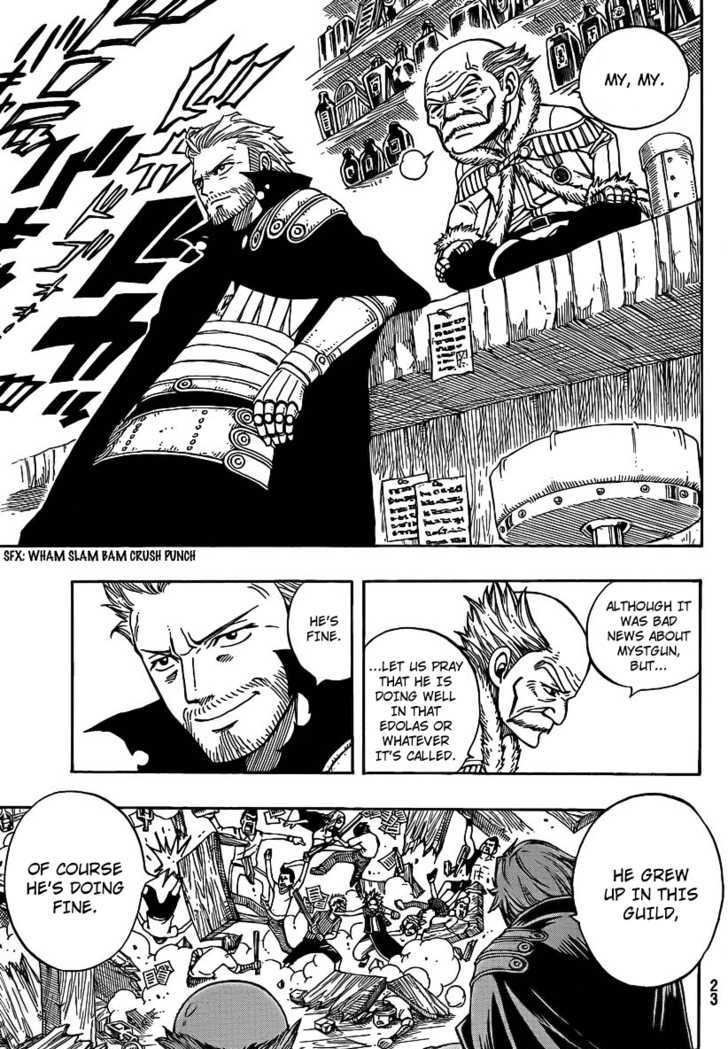 MY, MY.
SFX: WHAM SLAM BAM CRUSH PUNCH
ALTHOUGH IT
WAS BAD
NEWS ABOUT
MYSTGUN,
BUT...
...LET US PRAY
THAT HE IS
DOING WELL
IN THAT
EDOLAS OR
WHATEVER
IT'S CALLED.
HE'S
FINE.
HE GREW
UP IN THIS
GUILD,
OF COURSE
HE'S DOING
FINE.
23